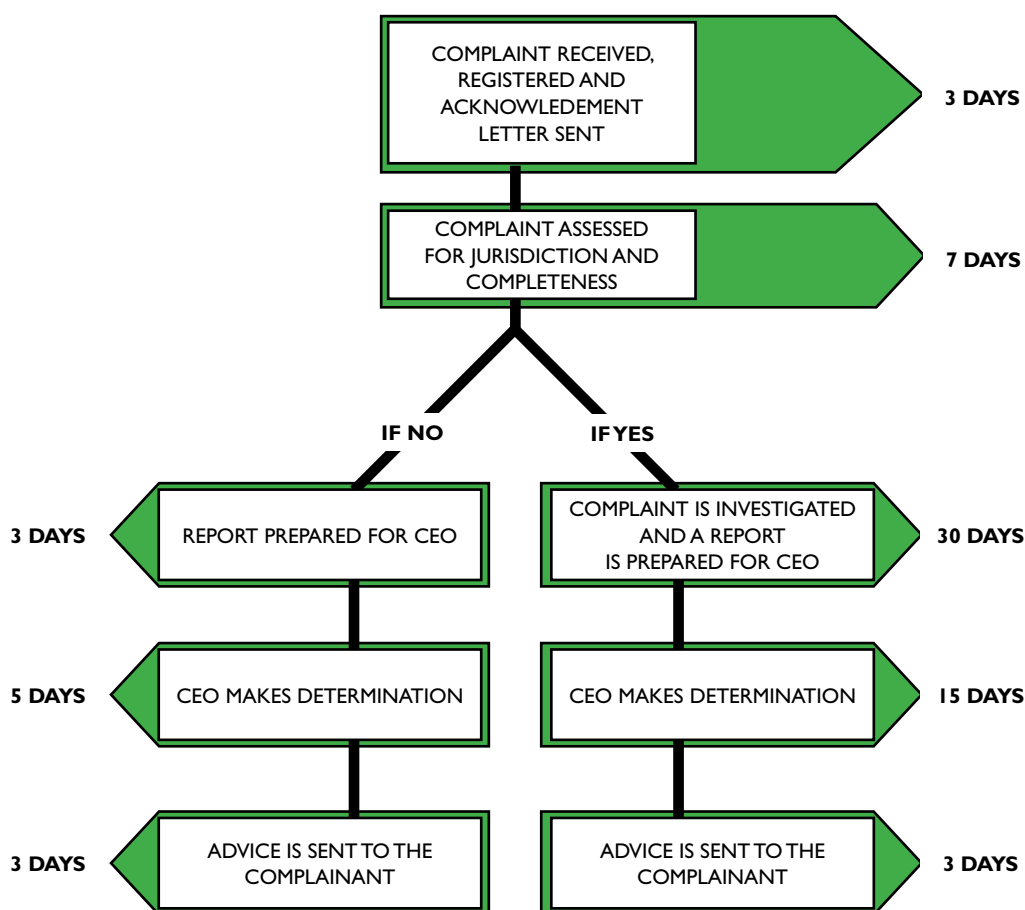 COMPLAINT RECEIVED,
REGISTERED AND
ACKNOWLEDEMENT
LETTER SENT
3 DAYS
COMPLAINT ASSESSED
FOR JURISDICTION AND
COMPLETENESS
7 DAYS
IF NO
IF YES
3 DAYS
REPORT PREPARED FOR CEO
COMPLAINT IS INVESTIGATED
AND A REPORT
IS PREPARED FOR CEO
30 DAYS
5 DAYS
CEO MAKES DETERMINATION
CEO MAKES DETERMINATION
15 DAYS
3 DAYS
ADVICE IS SENT TO THE
COMPLAINANT
ADVICE IS SENT TO THE
COMPLAINANT
3 DAYS